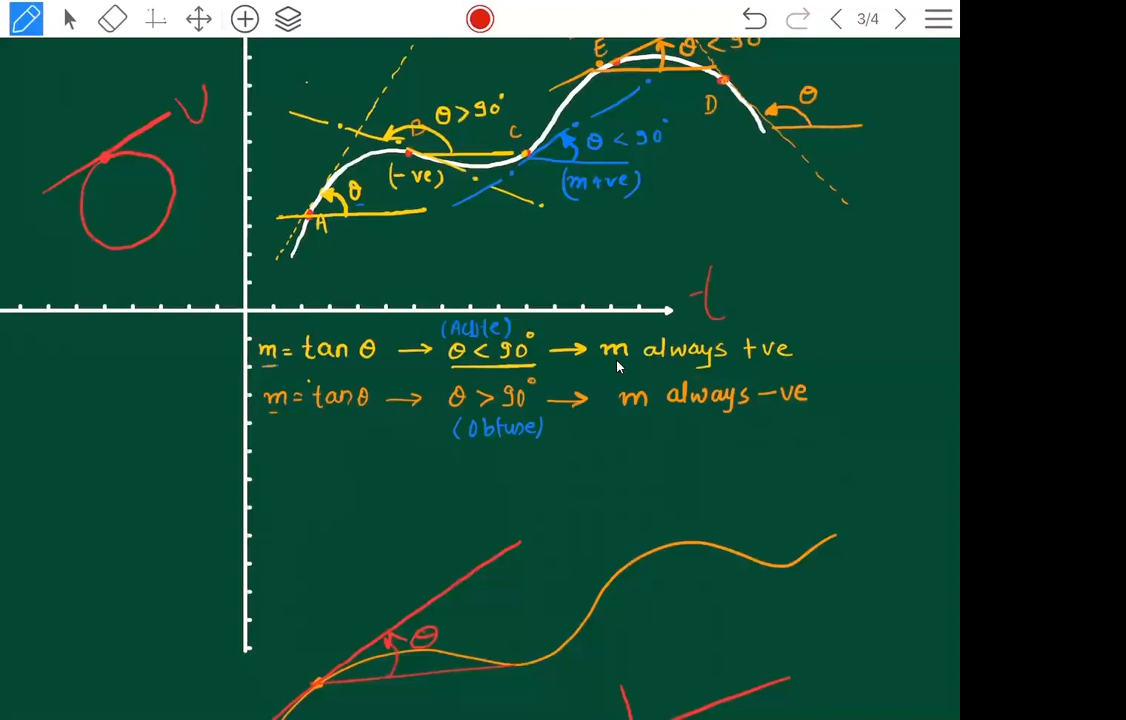 3/4
E
θ < 90
V
θ > 90°
B
C
D
θ
θ < 90°
(-ve)
(m+ve)
θ
A
t
(Acute)
m = tan θ → θ < 90° → m always +ve
m = tan θ → θ > 90° → m always -ve
(Obtuse)
θ